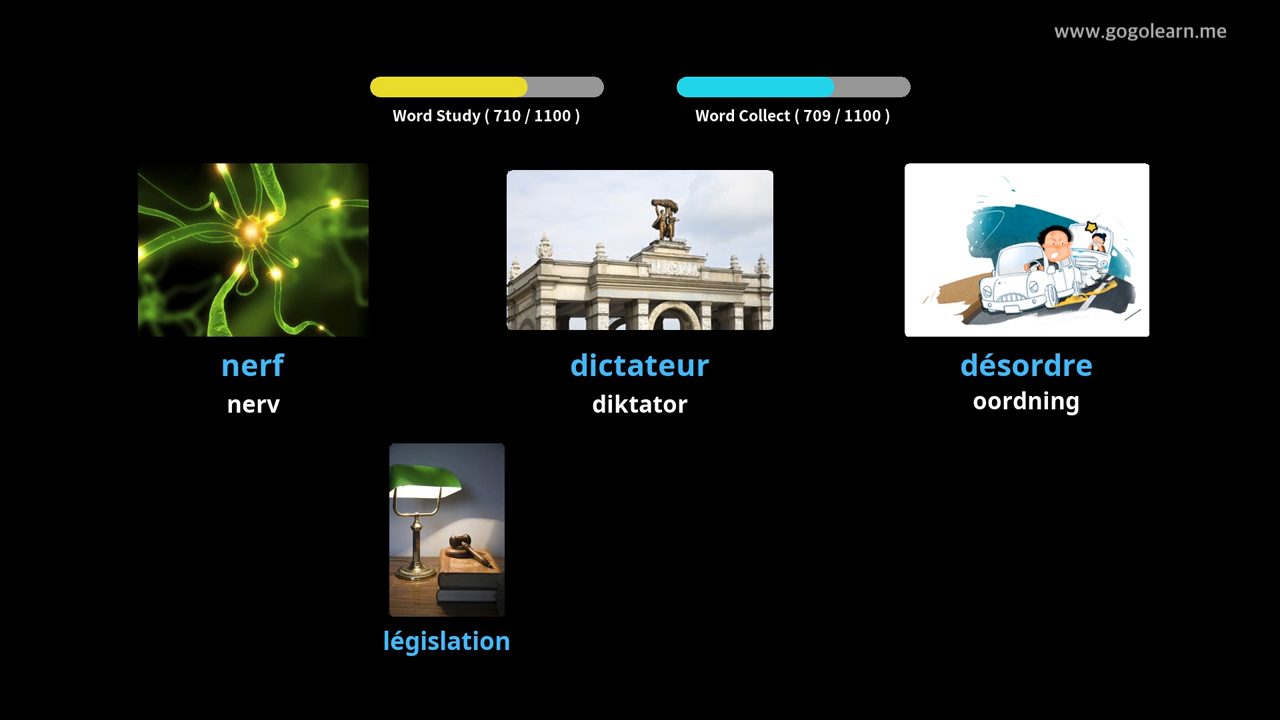 www.gogolearn.me
Word Study ( 710 / 1100 )
Word Collect ( 709 / 1100 )
nerf
nerv
dictateur
diktator
désordre
oordning
législation